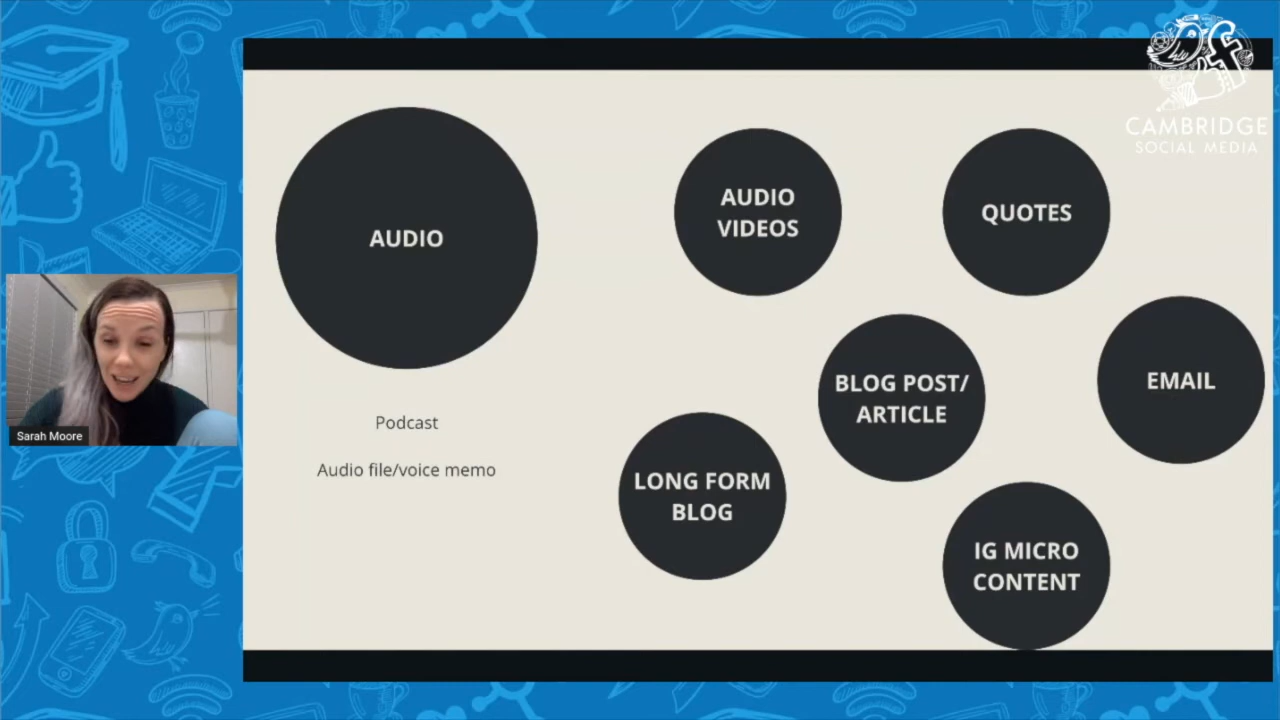 CAMBRIDGE
SOCIAL MEDIA
AUDIO
Podcast
Audio file/voice memo
AUDIO
VIDEOS
QUOTES
BLOG POST/
ARTICLE
EMAIL
LONG FORM
BLOG
IG MICRO
CONTENT
Sarah Moore